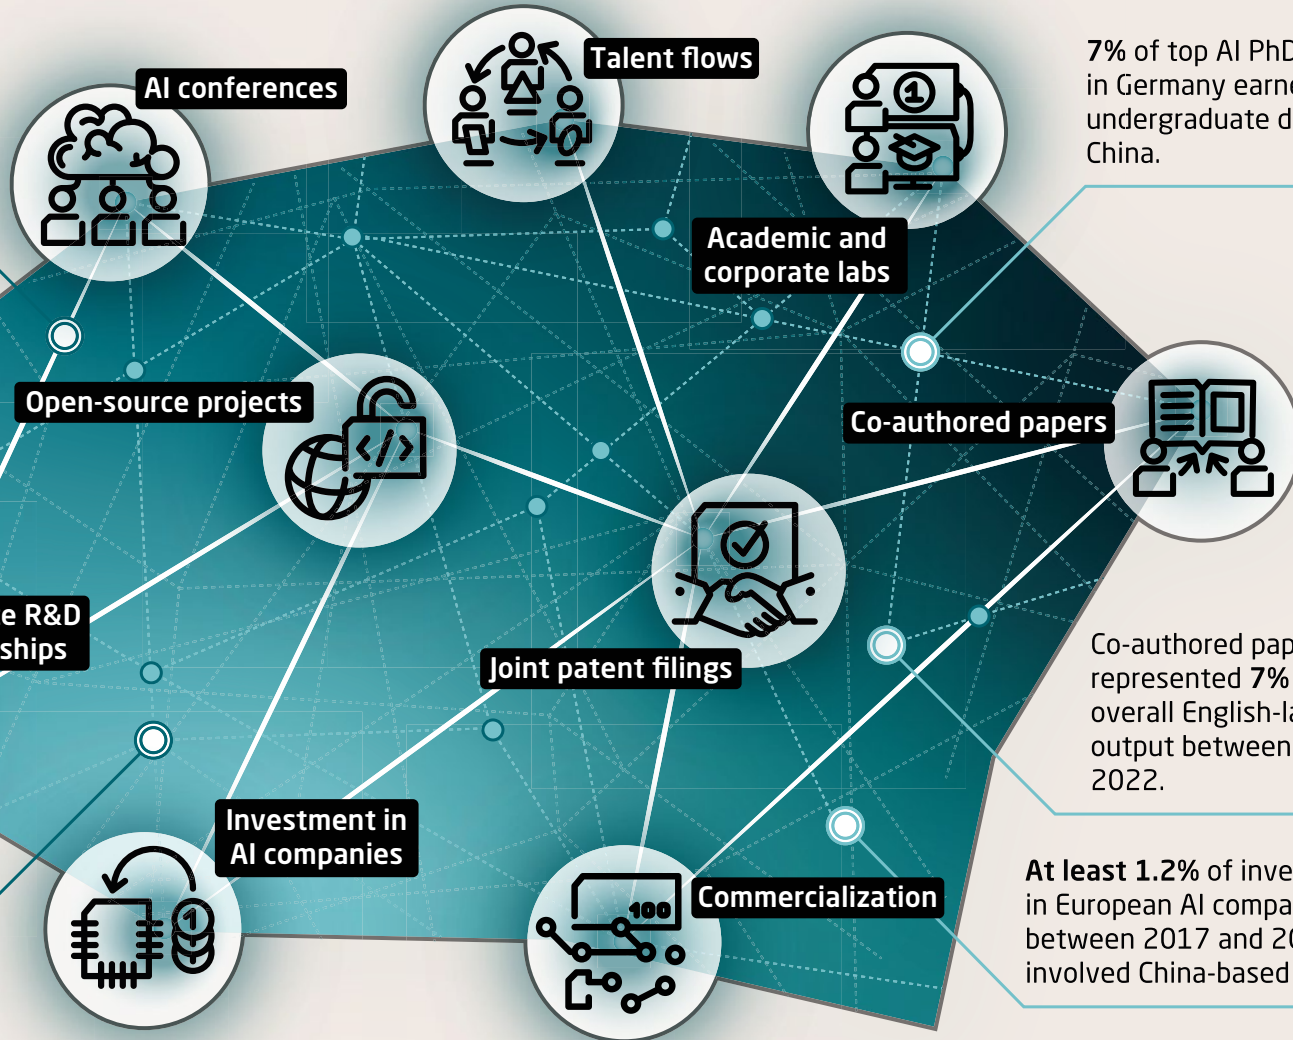 AI conferences
Talent flows
7% of top AI PhD
in Germany earne
undergraduate d
China.
Academic and
corporate labs
Open-source projects
Co-authored papers
e R&D
ships
Joint patent filings
Co-authored pap
represented 7%
overall English-la
output between
2022.
Investment in
AI companies
Commercialization
At least 1.2% of inve
in European AI compa
between 2017 and 20
involved China-based
1
</>
1
100